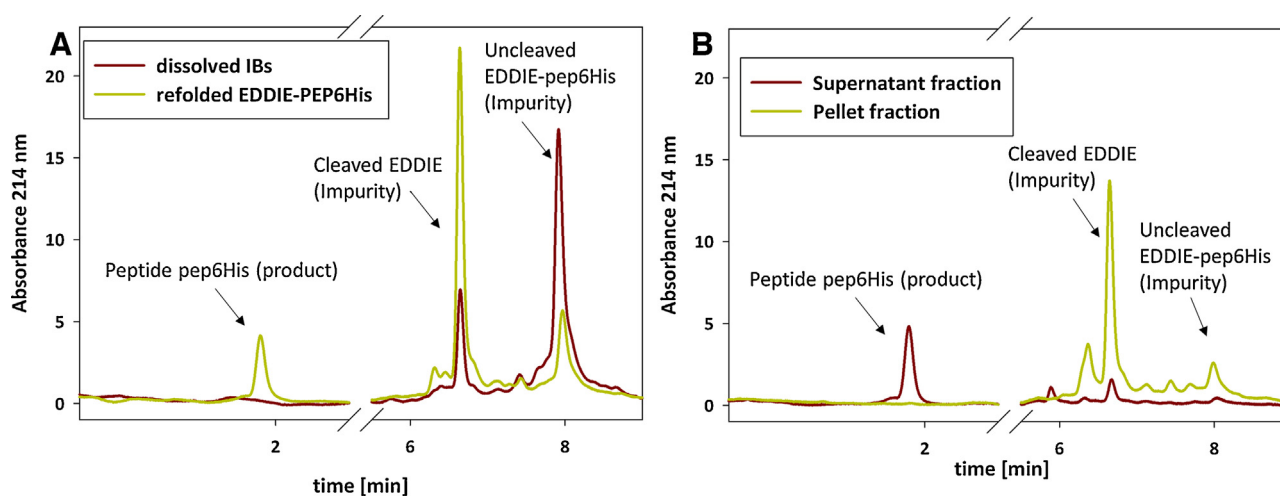 A
dissolved IBs
refolded EDDIE-PEP6His
Uncleaved
EDDIE-pep6His
(Impurity)
Cleaved EDDIE
(Impurity)
Peptide pep6His (product)
Absorbance 214 nm
20
15
10
5
0
2
6
8
time [min]
B
Supernatant fraction
Pellet fraction
Cleaved EDDIE
(Impurity)
Uncleaved
EDDIE-pep6His
(Impurity)
Peptide pep6His (product)
Absorbance 214 nm
20
15
10
5
0
2
6
8
time [min]